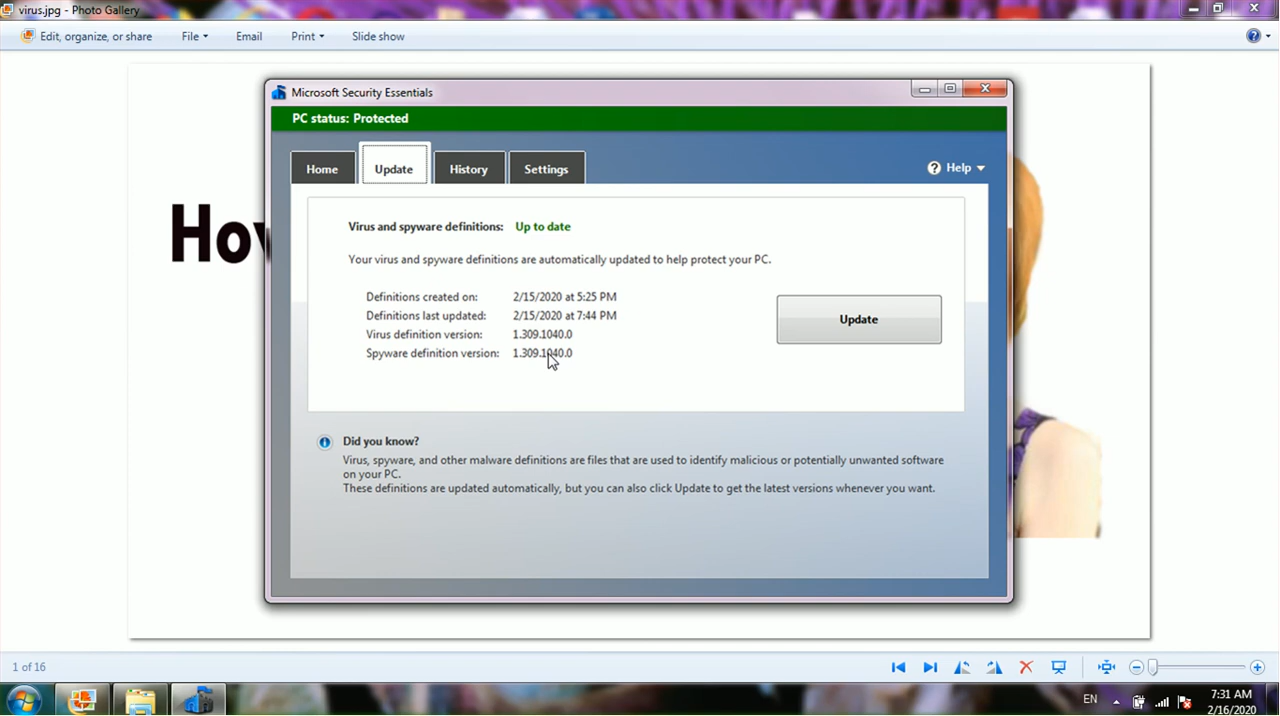 virus.jpg - Photo Gallery
Edit, organize, or share File Email Print Slide show
Microsoft Security Essentials
PC status: Protected
Home Update History Settings Help
Virus and spyware definitions: Up to date
Your virus and spyware definitions are automatically updated to help protect your PC.
Definitions created on: 2/15/2020 at 5:25 PM
Definitions last updated: 2/15/2020 at 7:44 PM
Virus definition version: 1.309.1040.0
Spyware definition version: 1.309.1040.0
Update
Did you know?
Virus, spyware, and other malware definitions are files that are used to identify malicious or potentially unwanted software
on your PC.
These definitions are updated automatically, but you can also click Update to get the latest versions whenever you want.
1 of 16
EN
7:31 AM
2/16/2020